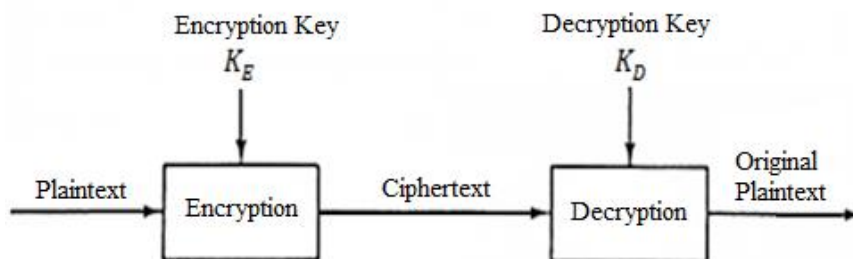 Encryption Key
K_E
Decryption Key
K_D
Plaintext
Encryption
Ciphertext
Decryption
Original
Plaintext